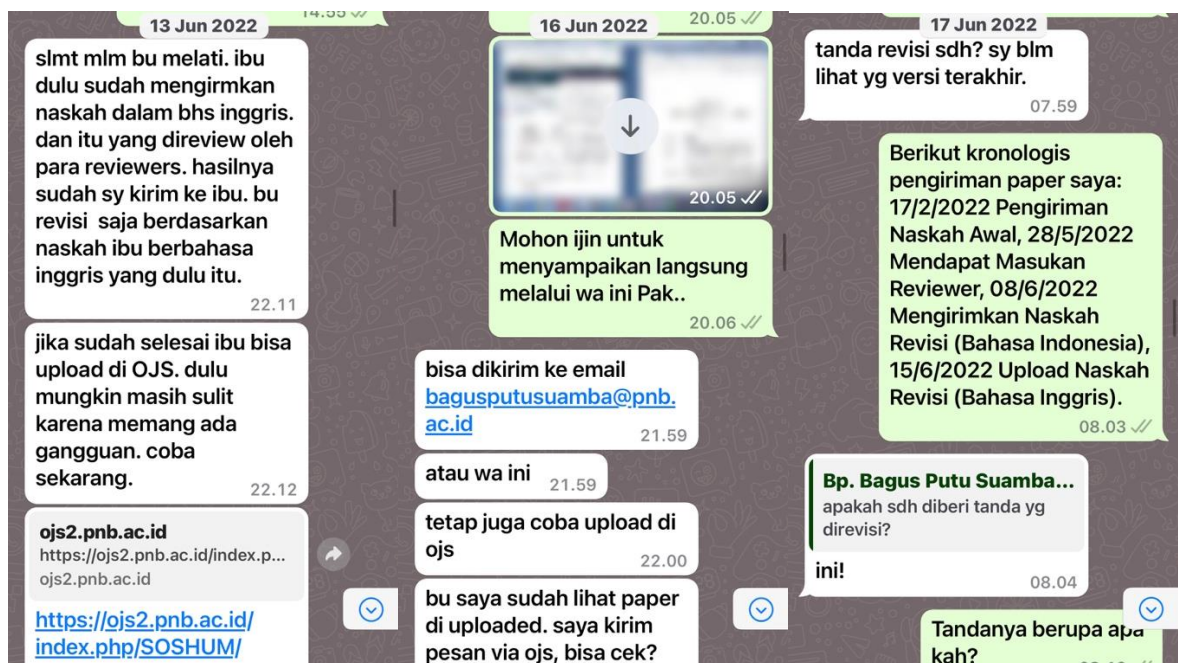 14.55
13 Jun 2022
slmt mlm bu melati. ibu
dulu sudah mengirmkan
naskah dalam bhs inggris.
dan itu yang direview oleh
para reviewers. hasilnya
sudah sy kirim ke ibu. bu
revisi saja berdasarkan
naskah ibu berbahasa
inggris yang dulu itu.
22.11
jika sudah selesai ibu bisa
upload di OJS. dulu
mungkin masih sulit
karena memang ada
gangguan. coba
sekarang.
22.12
ojs2.pnb.ac.id
https://ojs2.pnb.ac.id/index.p...
ojs2.pnb.ac.id
https://ojs2.pnb.ac.id/
index.php/SOSHUM/
20.05
16 Jun 2022
20.05
Mohon ijin untuk
menyampaikan langsung
melalui wa ini Pak..
20.06
bisa dikirim ke email
bagusputusuamba@pnb.
ac.id
21.59
atau wa ini
21.59
tetap juga coba upload di
ojs
22.00
bu saya sudah lihat paper
di uploaded. saya kirim
pesan via ojs, bisa cek?
17 Jun 2022
tanda revisi sdh? sy blm
lihat yg versi terakhir.
07.59
Berikut kronologis
pengiriman paper saya:
17/2/2022 Pengiriman
Naskah Awal, 28/5/2022
Mendapat Masukan
Reviewer, 08/6/2022
Mengirimkan Naskah
Revisi (Bahasa Indonesia),
15/6/2022 Upload Naskah
Revisi (Bahasa Inggris).
08.03
Bp. Bagus Putu Suamba...
apakah sdh diberi tanda yg
direvisi?
ini!
08.04
Tandanya berupa apa
kah?